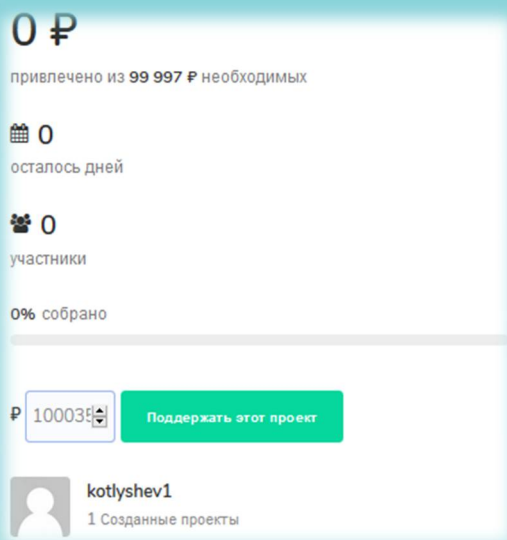 0 ₽
привлечено из 99 997 ₽ необходимых
0
осталось дней
0
участники
0% собрано
₽ 100035 Поддержать этот проект
kotlyshev1
1 Созданные проекты